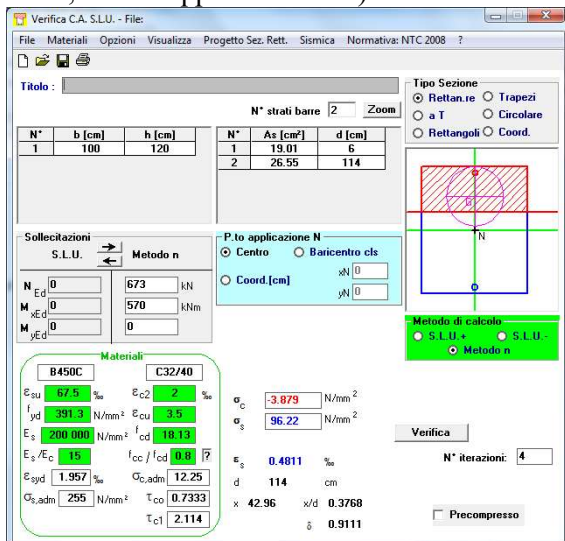 Verifica C.A. S.L.U. - File:
File Materiali Opzioni Visualizza Progetto Sez. Rett. Sismica Normativa: NTC 2008 ?
Titolo :
N° strati barre 2 Zoom
N° b [cm] h [cm]
1 100 120
N° As [cm²] d [cm]
1 19.01 6
2 26.55 114
Tipo Sezione
Rettan.re Trapezi
a T Circolare
Rettangoli Coord.
G
N
Sollecitazioni
S.L.U. Metodo n
N Ed 0 673 kN
M xEd 0 570 kNm
M yEd 0 0
P.to applicazione N
Centro Baricentro cls
Coord.[cm] xN 0
yN 0
Metodo di calcolo
S.L.U.+ S.L.U.-
Metodo n
Materiali
B450C C32/40
εsu 67.5 ‰ εc2 2 ‰
fyd 391.3 N/mm² εcu 3.5
Es 200 000 N/mm² fcd 18.13
Es/Ec 15 fcc / fcd 0.8 ?
εsyd 1.957 ‰ σc,adm 12.25
σs,adm 255 N/mm² τco 0.7333
τc1 2.114
σc -3.879 N/mm²
σs 96.22 N/mm²
εs 0.4811 ‰
d 114 cm
x 42.96 x/d 0.3768
δ 0.9111
Verifica
N° iterazioni: 4
Precompresso